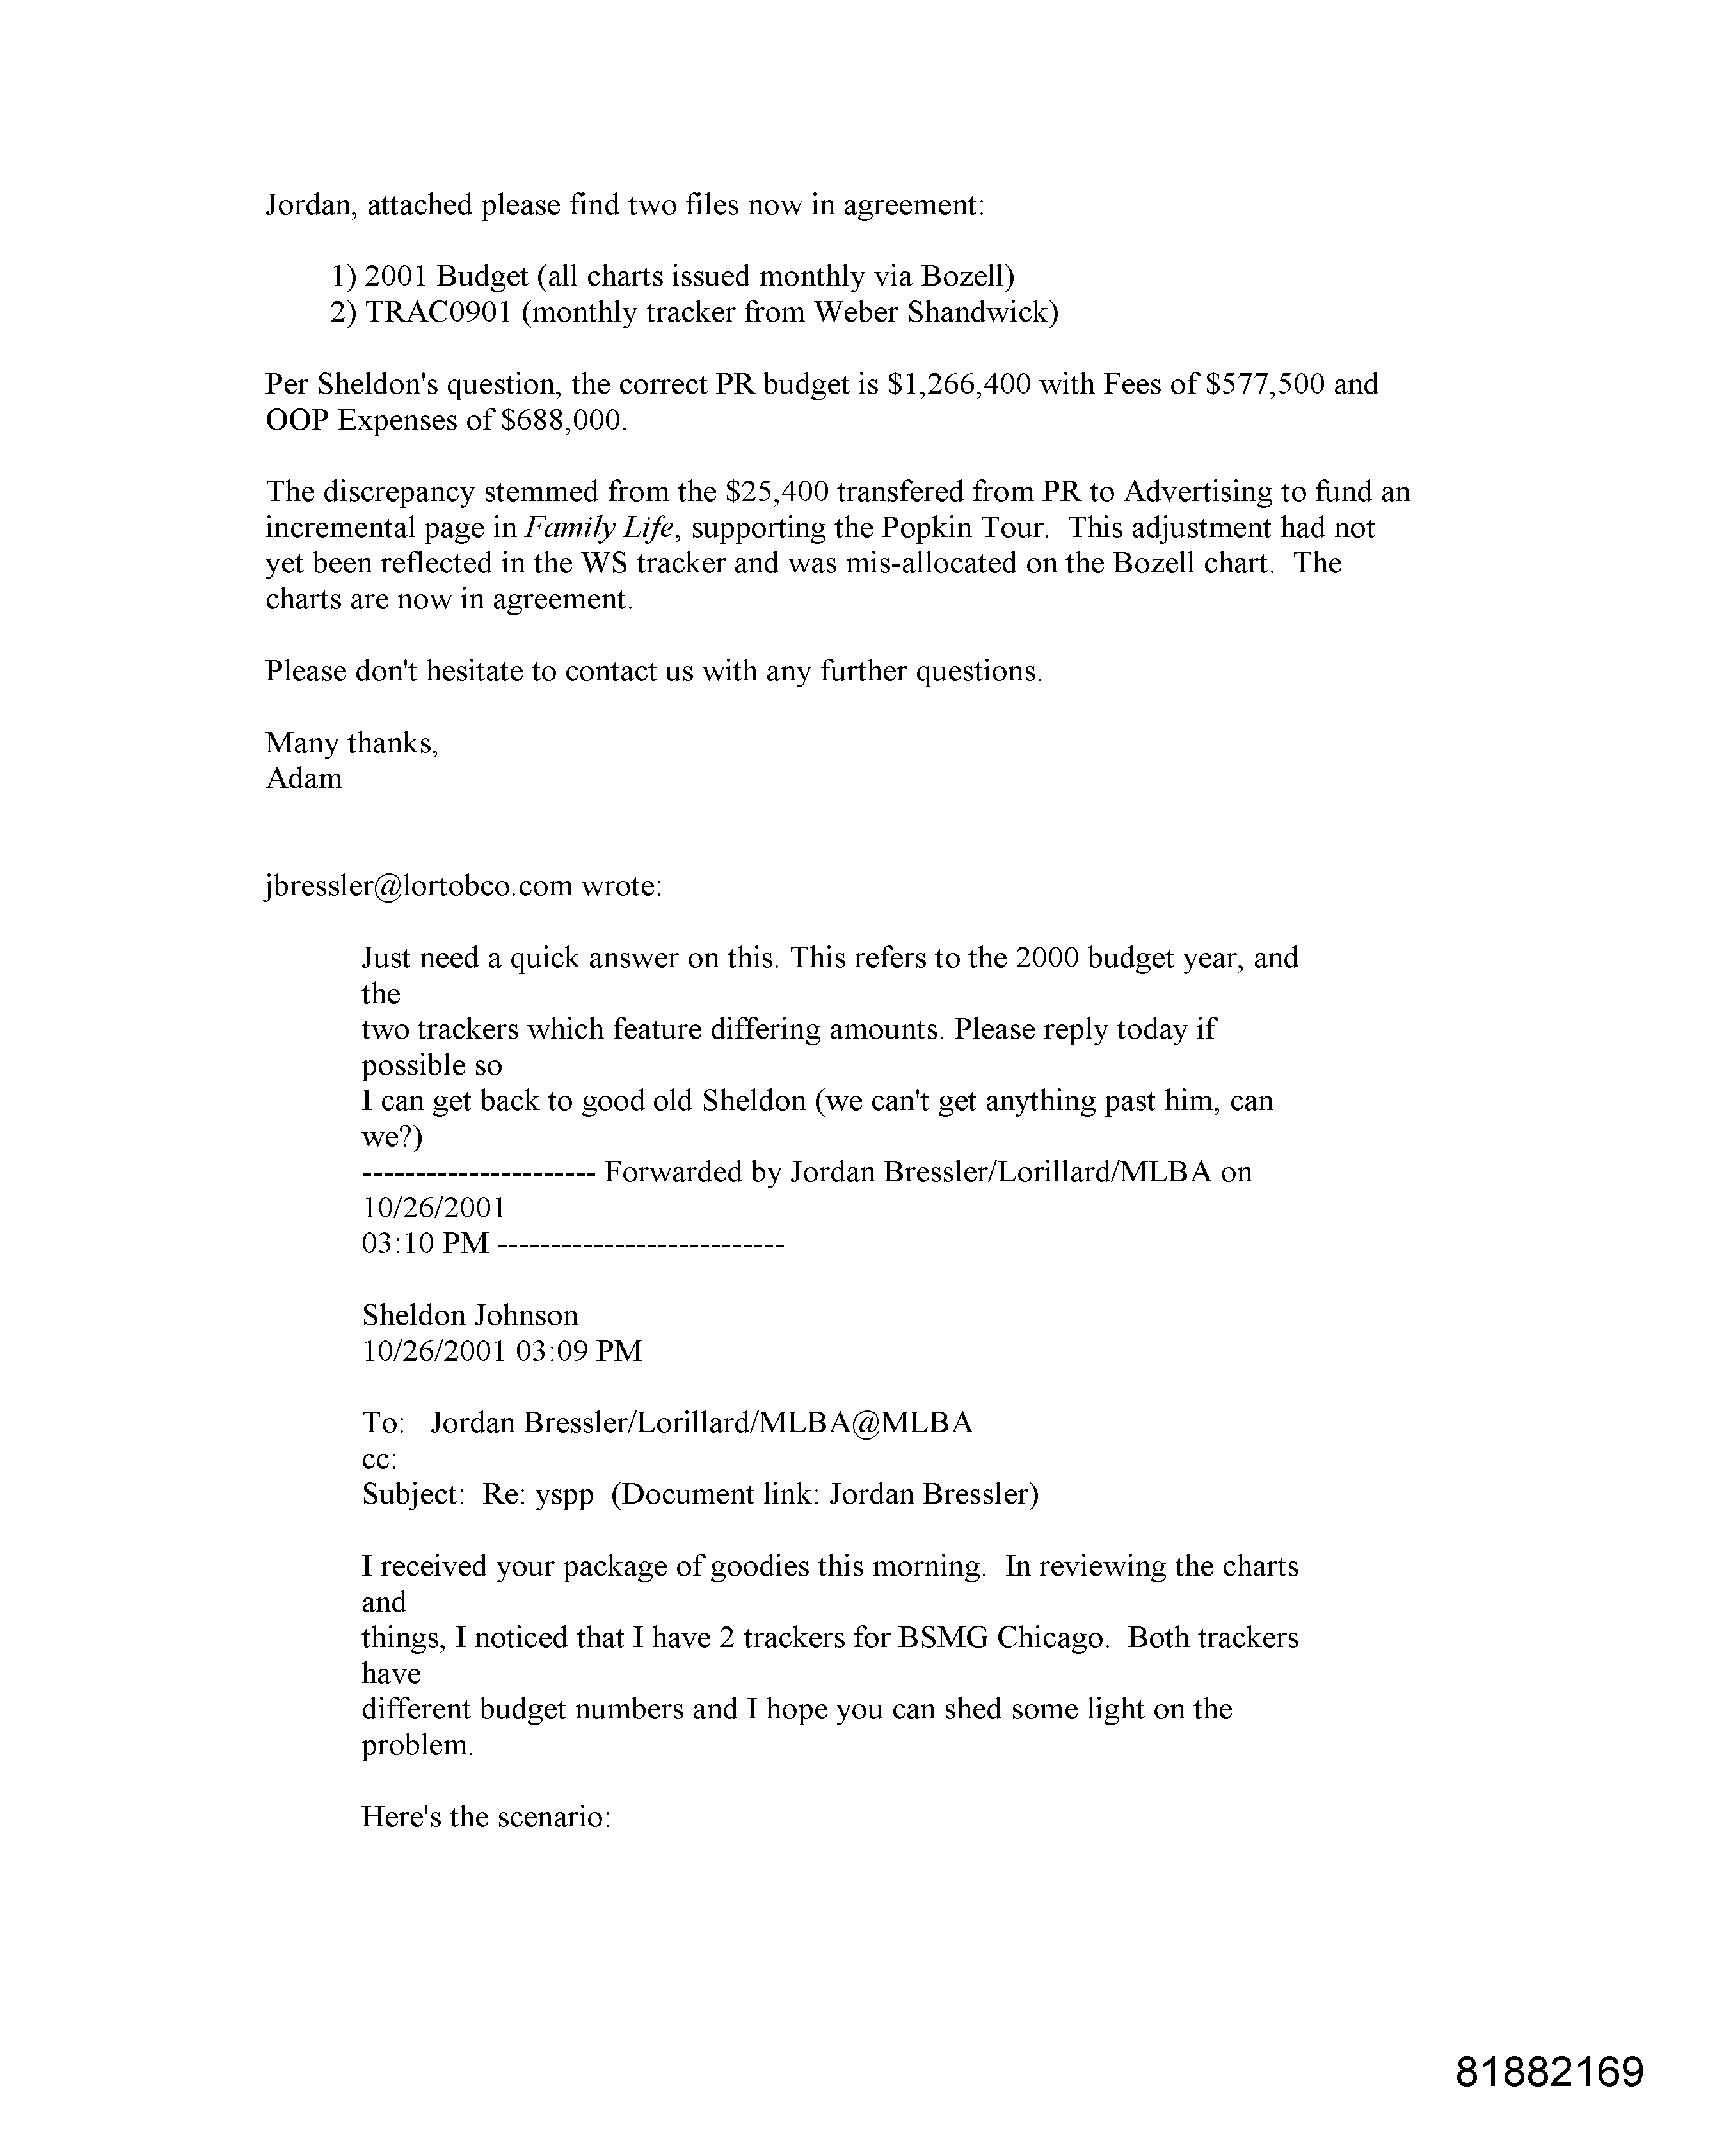 Jordan, attached please find two files now in agreement:
1) 2001 Budget (all charts issued monthly via Bozell)
2) TRAC0901 (monthly tracker from Weber Shandwick)
Per Sheldon's question, the correct PR budget is $1,266,400 with Fees of $577,500 and
OOP Expenses of $688,000.
The discrepancy stemmed from the $25,400 transfered from PR to Advertising to fund an
incremental page in Family Life, supporting the Popkin Tour.  This adjustment had not
yet been reflected in the WS tracker and was mis-allocated on the Bozell chart.  The
charts are now in agreement.
Please don't hesitate to contact us with any further questions.
Many thanks,
Adam
jbressler@lortobco.com wrote:
Just need a quick answer on this. This refers to the 2000 budget year, and
the
two trackers which feature differing amounts. Please reply today if
possible so
I can get back to good old Sheldon (we can't get anything past him, can
we?)
---------------------- Forwarded by Jordan Bressler/Lorillard/MLBA on
10/26/2001
03:10 PM ---------------------------
Sheldon Johnson
10/26/2001 03:09 PM
To:   Jordan Bressler/Lorillard/MLBA@MLBA
cc:
Subject:  Re: yspp  (Document link: Jordan Bressler)
I received your package of goodies this morning.  In reviewing the charts
and
things, I noticed that I have 2 trackers for BSMG Chicago.  Both trackers
have
different budget numbers and I hope you can shed some light on the
problem.
Here's the scenario:
81882169